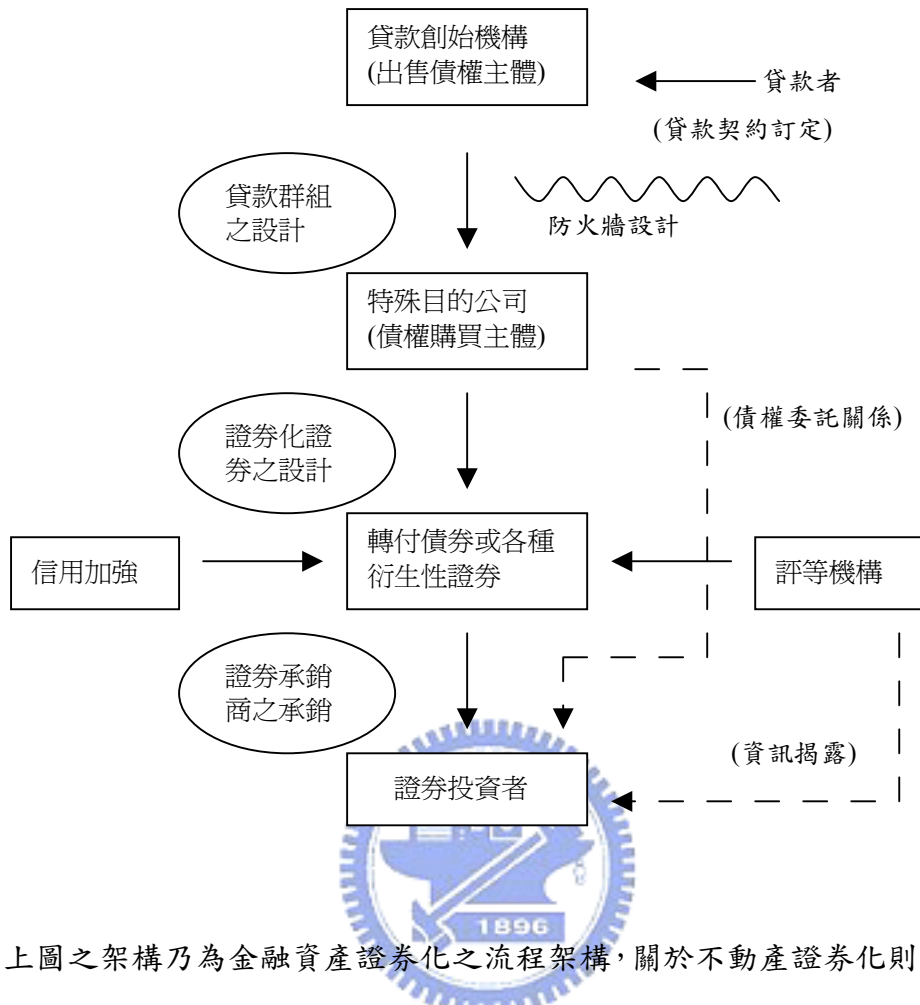 貸款創始機構
(出售債權主體)
貸款者
(貸款契約訂定)
貸款群組
之設計
防火牆設計
特殊目的公司
(債權購買主體)
(債權委託關係)
證券化證
券之設計
信用加強
轉付債券或各種
衍生性證券
評等機構
證券承銷
商之承銷
(資訊揭露)
證券投資者
1896
上圖之架構乃為金融資產證券化之流程架構，關於不動產證券化則